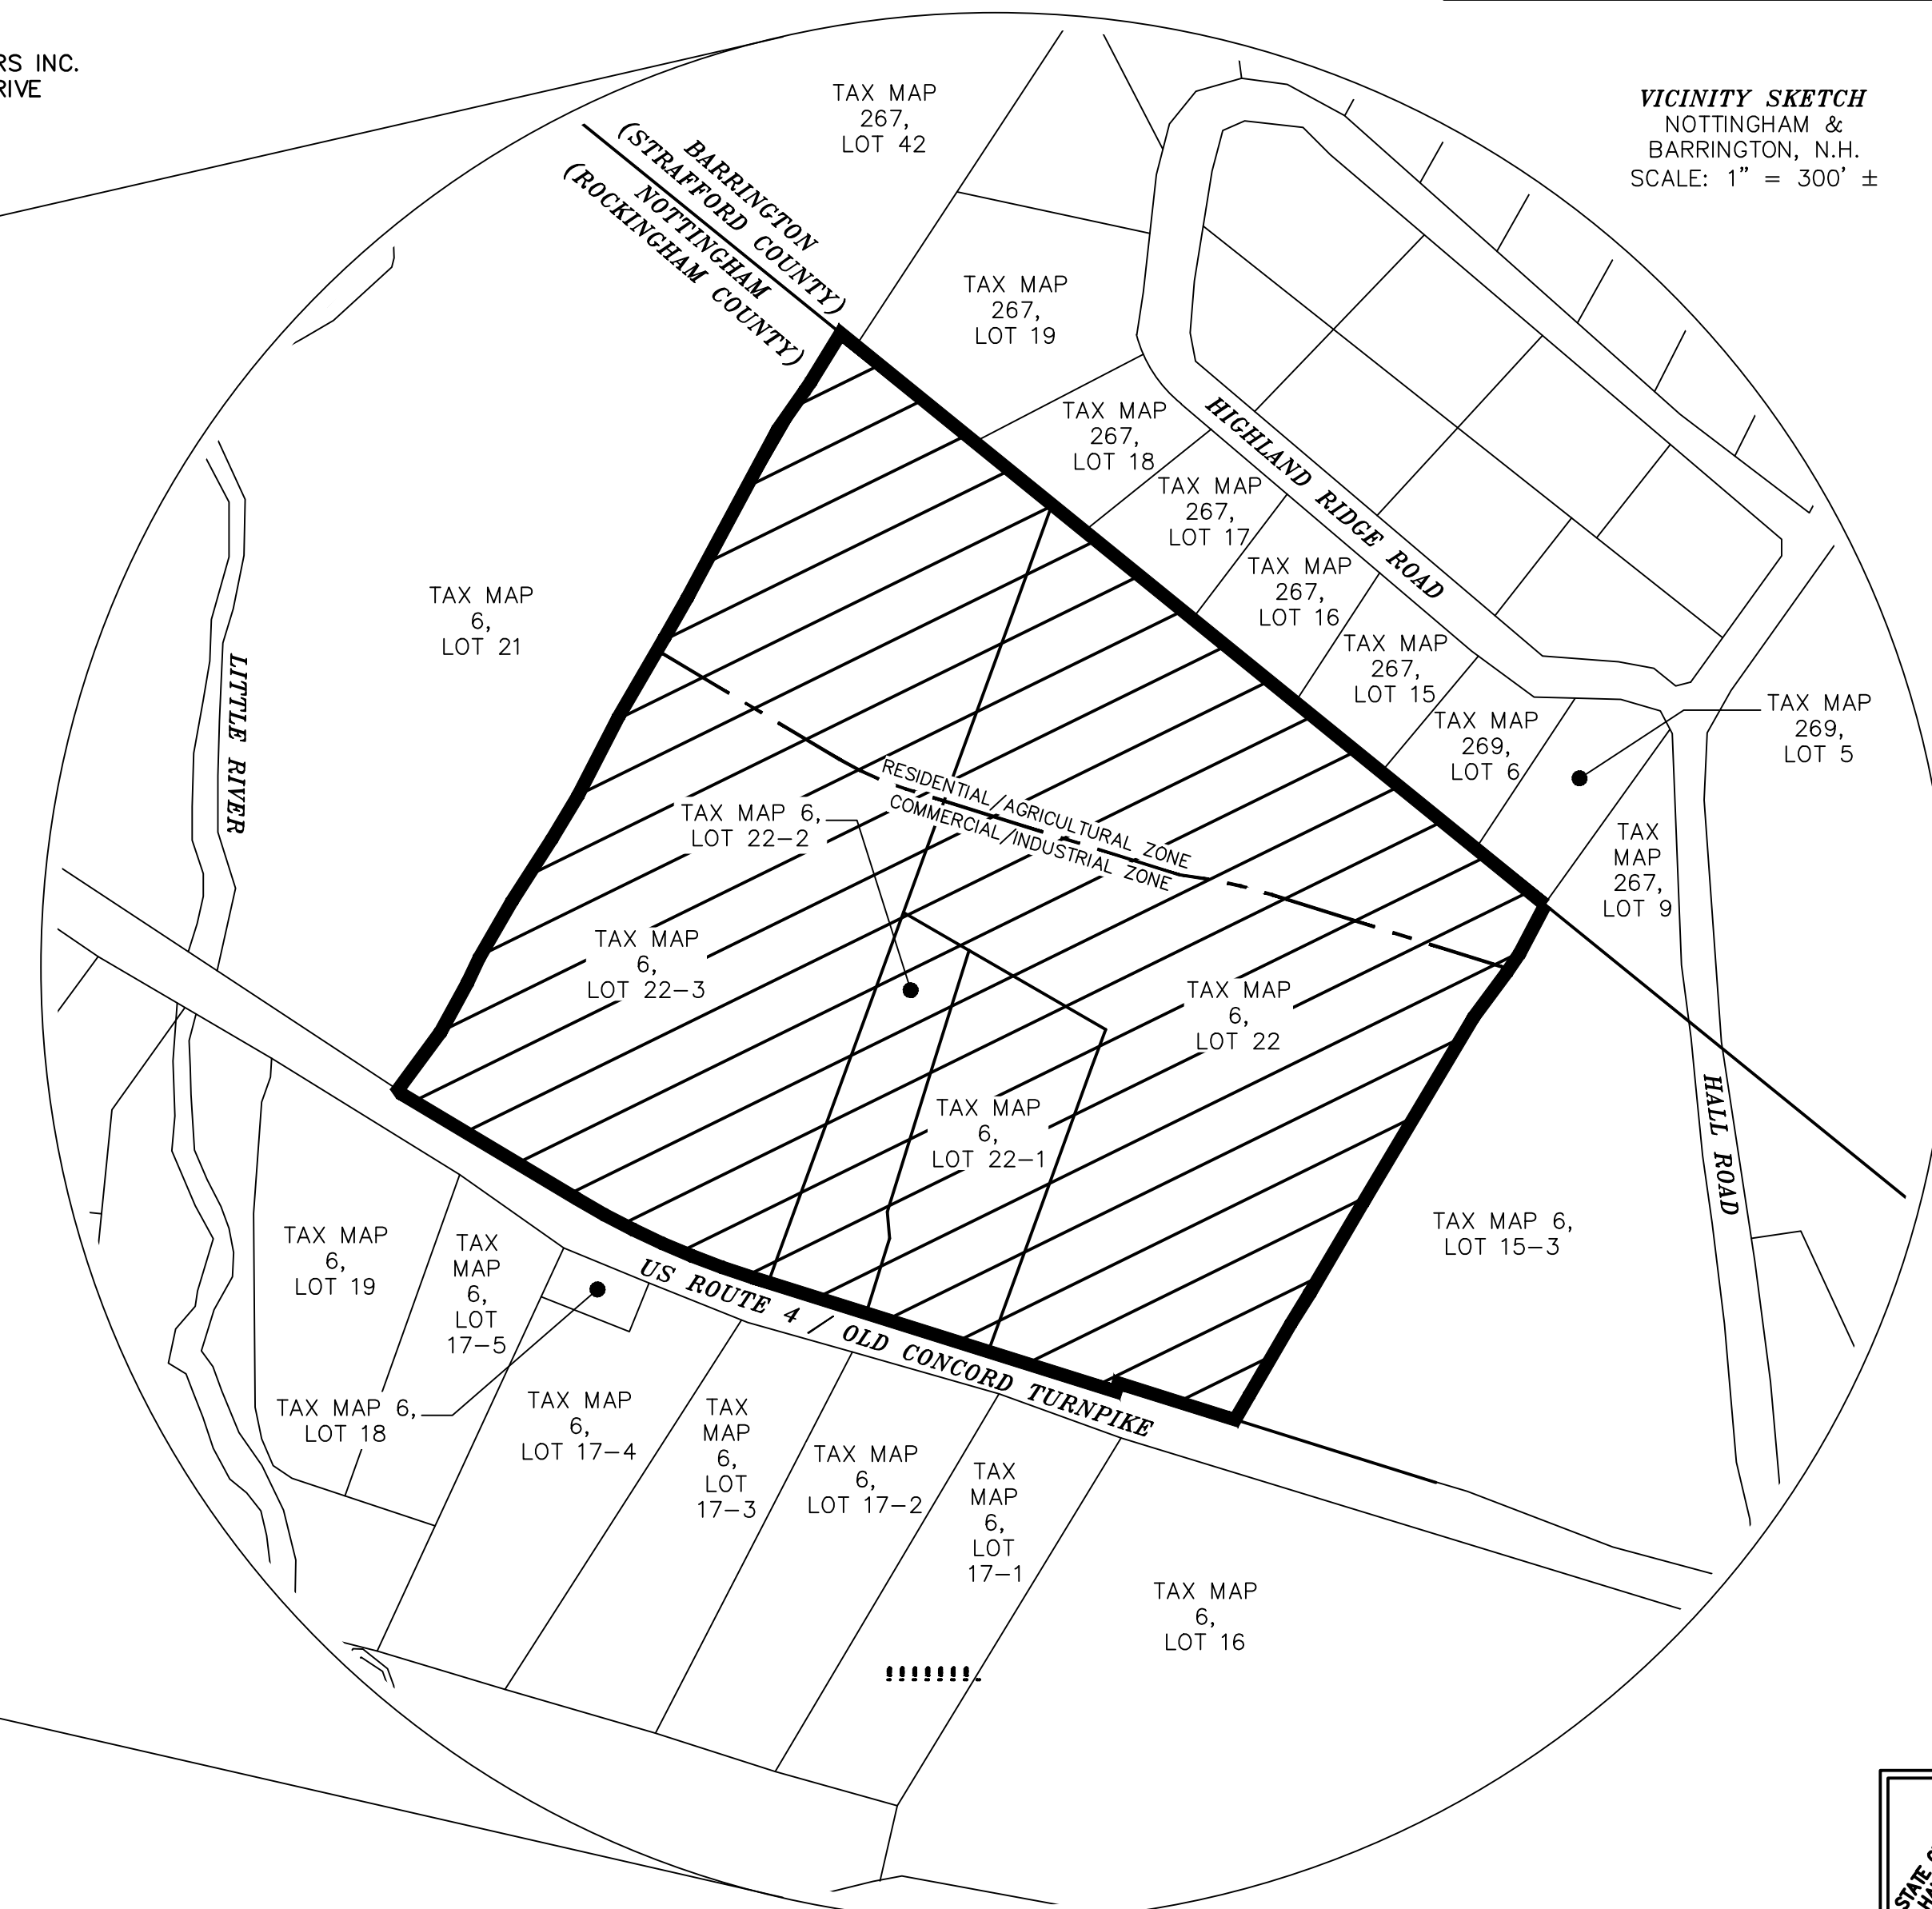 RS INC.
RIVE
VICINITY SKETCH
NOTTINGHAM &
BARRINGTON, N.H.
SCALE: 1" = 300' ±
TAX MAP
267,
LOT 42
BARRINGTON
(STRAFFORD COUNTY)
NOTTINGHAM
(ROCKINGHAM COUNTY)
TAX MAP
267,
LOT 19
TAX MAP
267,
LOT 18
HIGHLAND RIDGE ROAD
TAX MAP
267,
LOT 17
TAX MAP
267,
LOT 16
TAX MAP
267,
LOT 15
TAX MAP
269,
LOT 6
TAX MAP
269,
LOT 5
TAX
MAP
267,
LOT 9
TAX MAP
6,
LOT 21
LITTLE RIVER
RESIDENTIAL/AGRICULTURAL ZONE
COMMERCIAL/INDUSTRIAL ZONE
TAX MAP 6,
LOT 22-2
TAX MAP
6,
LOT 22-3
TAX MAP
6,
LOT 22
TAX MAP
6,
LOT 22-1
HALL ROAD
TAX MAP 6,
LOT 15-3
US ROUTE 4 / OLD CONCORD TURNPIKE
TAX MAP
6,
LOT 19
TAX
MAP
6,
LOT
17-5
TAX MAP 6,
LOT 18
TAX MAP
6,
LOT 17-4
TAX
MAP
6,
LOT
17-3
TAX MAP
6,
LOT 17-2
TAX
MAP
6,
LOT
17-1
TAX MAP
6,
LOT 16
STATE